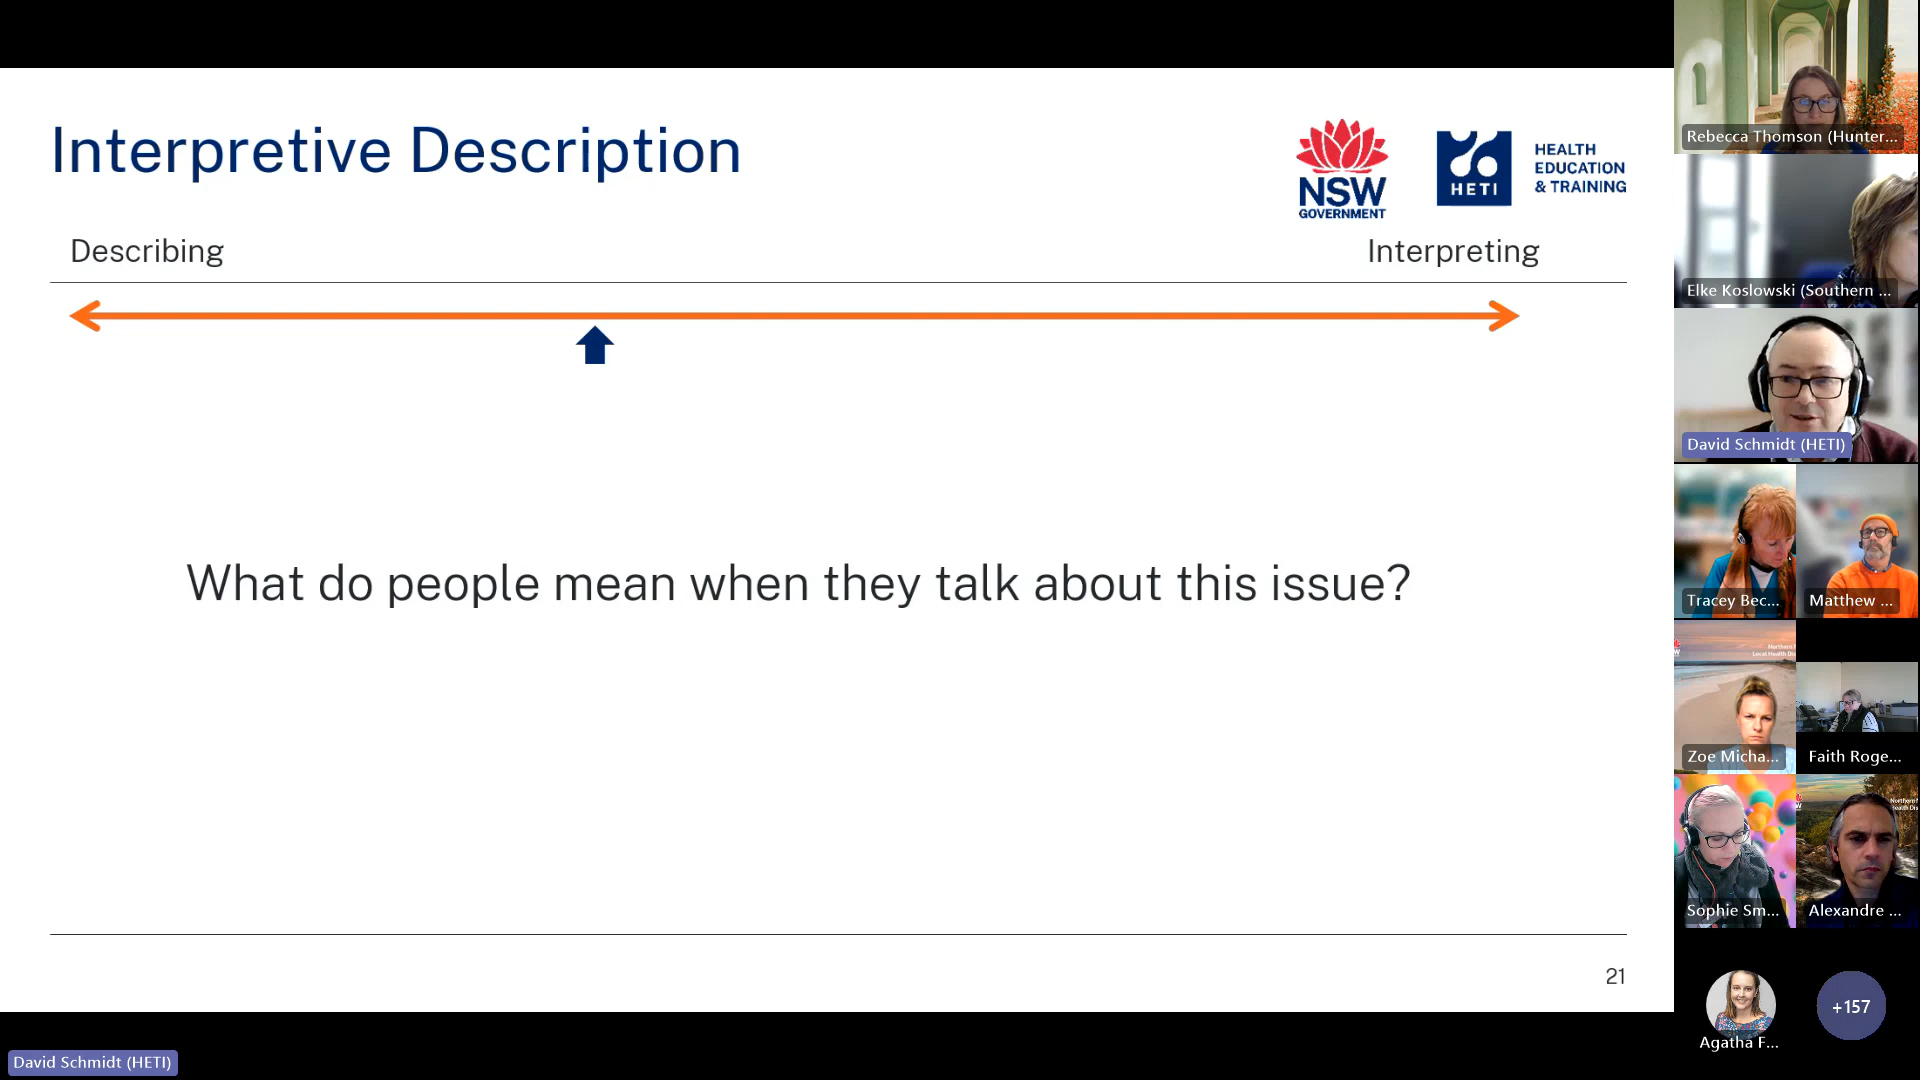 Interpretive Description
NSW
GOVERNMENT
HETI
HEALTH
EDUCATION
& TRAINING
Describing
Interpreting
What do people mean when they talk about this issue?
21
David Schmidt (HETI)
Rebecca Thomson (Hunter...
Elke Koslowski (Southern ...
David Schmidt (HETI)
Tracey Bec...
Matthew ...
Zoe Micha...
Faith Roge...
Sophie Sm...
Alexandre ...
Agatha F...
+157